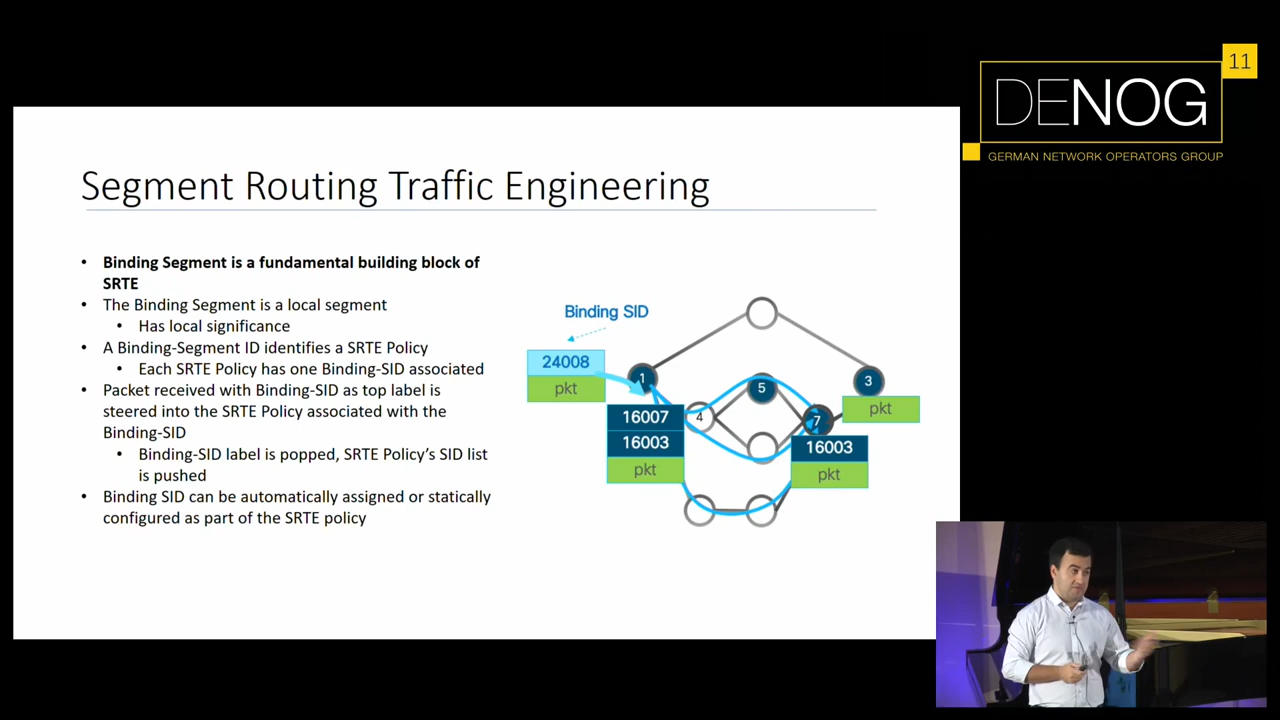 11
DENOG
GERMAN NETWORK OPERATORS GROUP
Segment Routing Traffic Engineering
• Binding Segment is a fundamental building block of
SRTE
• The Binding Segment is a local segment
• Has local significance
• A Binding-Segment ID identifies a SRTE Policy
• Each SRTE Policy has one Binding-SID associated
• Packet received with Binding-SID as top label is
steered into the SRTE Policy associated with the
Binding-SID
• Binding-SID label is popped, SRTE Policy's SID list
is pushed
• Binding SID can be automatically assigned or statically
configured as part of the SRTE policy
Binding SID
24008
pkt
1
5
3
pkt
16007
16003
pkt
4
7
16003
pkt